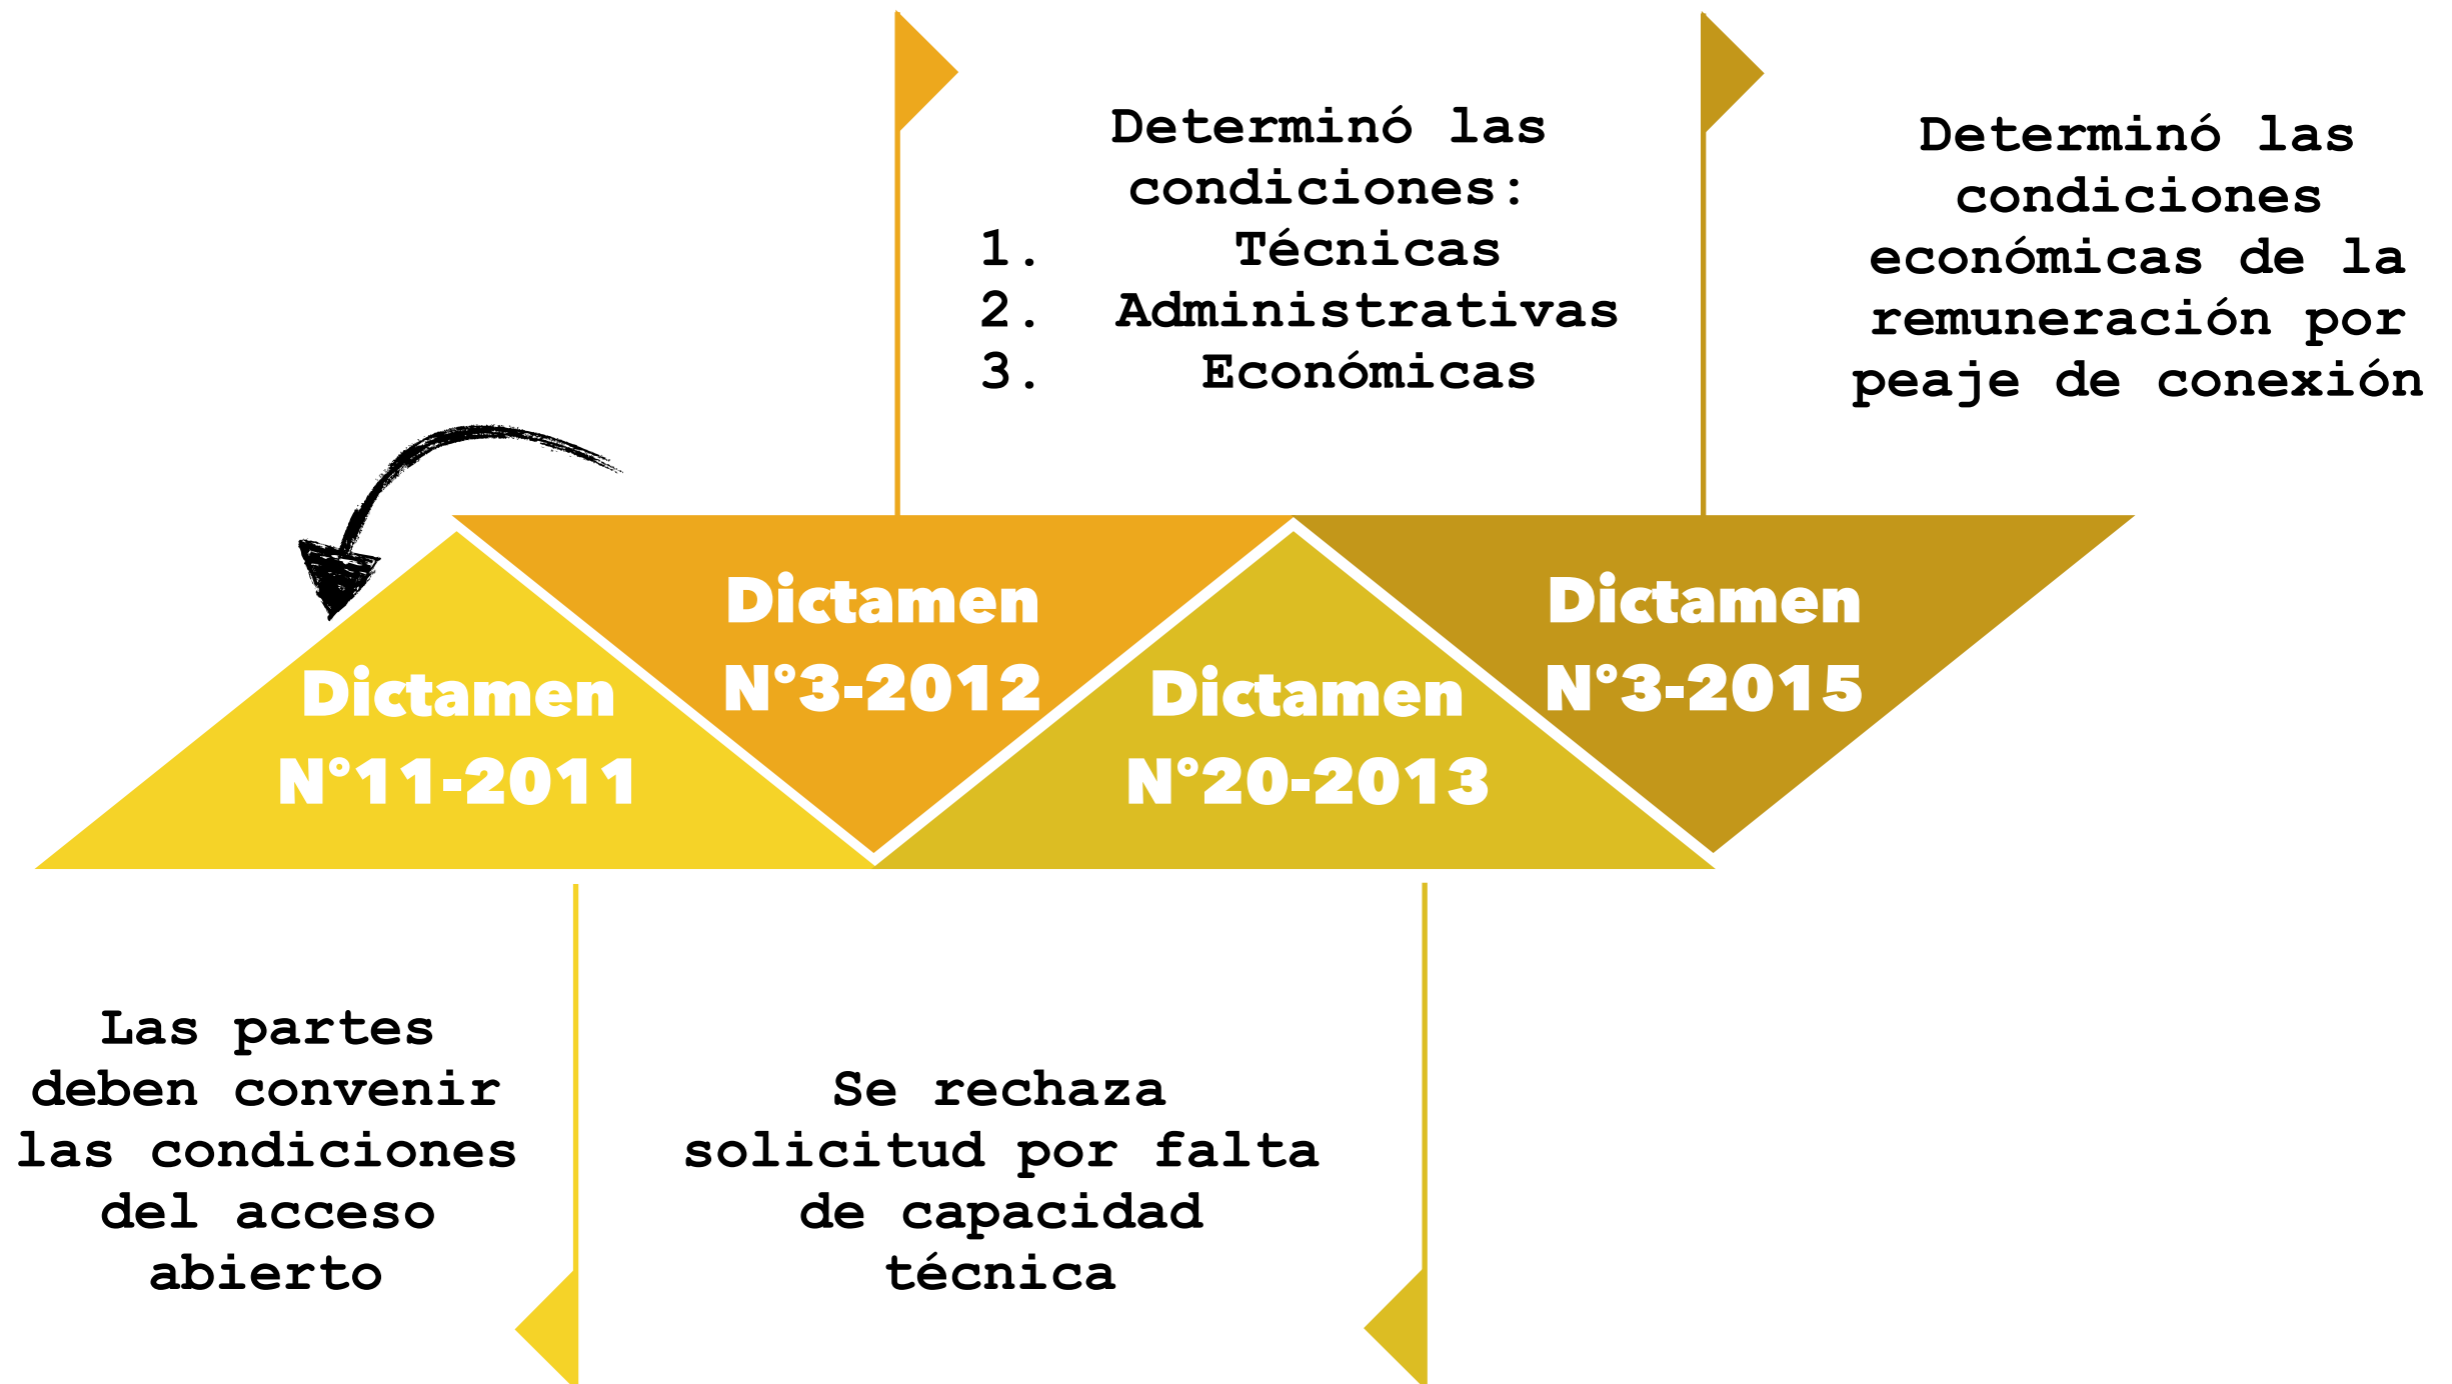 Determinó las
condiciones:
1. Técnicas
2. Administrativas
3. Económicas
Determinó las
condiciones
económicas de la
remuneración por
peaje de conexión
Dictamen
N°11-2011
Dictamen
N°3-2012
Dictamen
N°20-2013
Dictamen
N°3-2015
Las partes
deben convenir
las condiciones
del acceso
abierto
Se rechaza
solicitud por falta
de capacidad
técnica